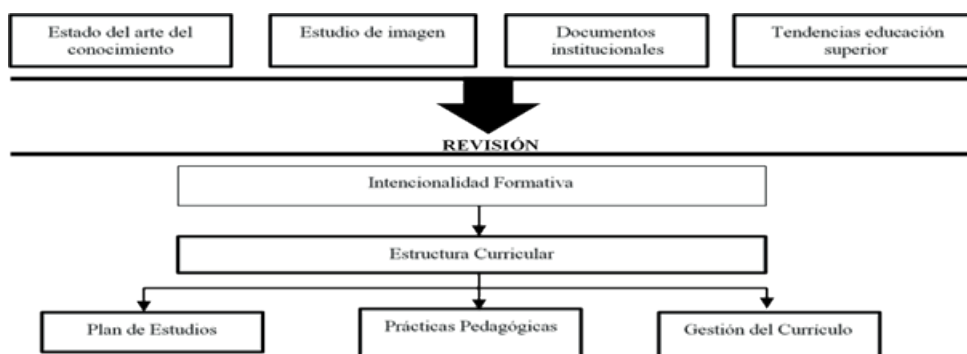 Estado del arte del
conocimiento
Estudio de imagen
Documentos
institucionales
Tendencias educación
superior
REVISIÓN
Intencionalidad Formativa
Estructura Curricular
Plan de Estudios
Prácticas Pedagógicas
Gestión del Currículo